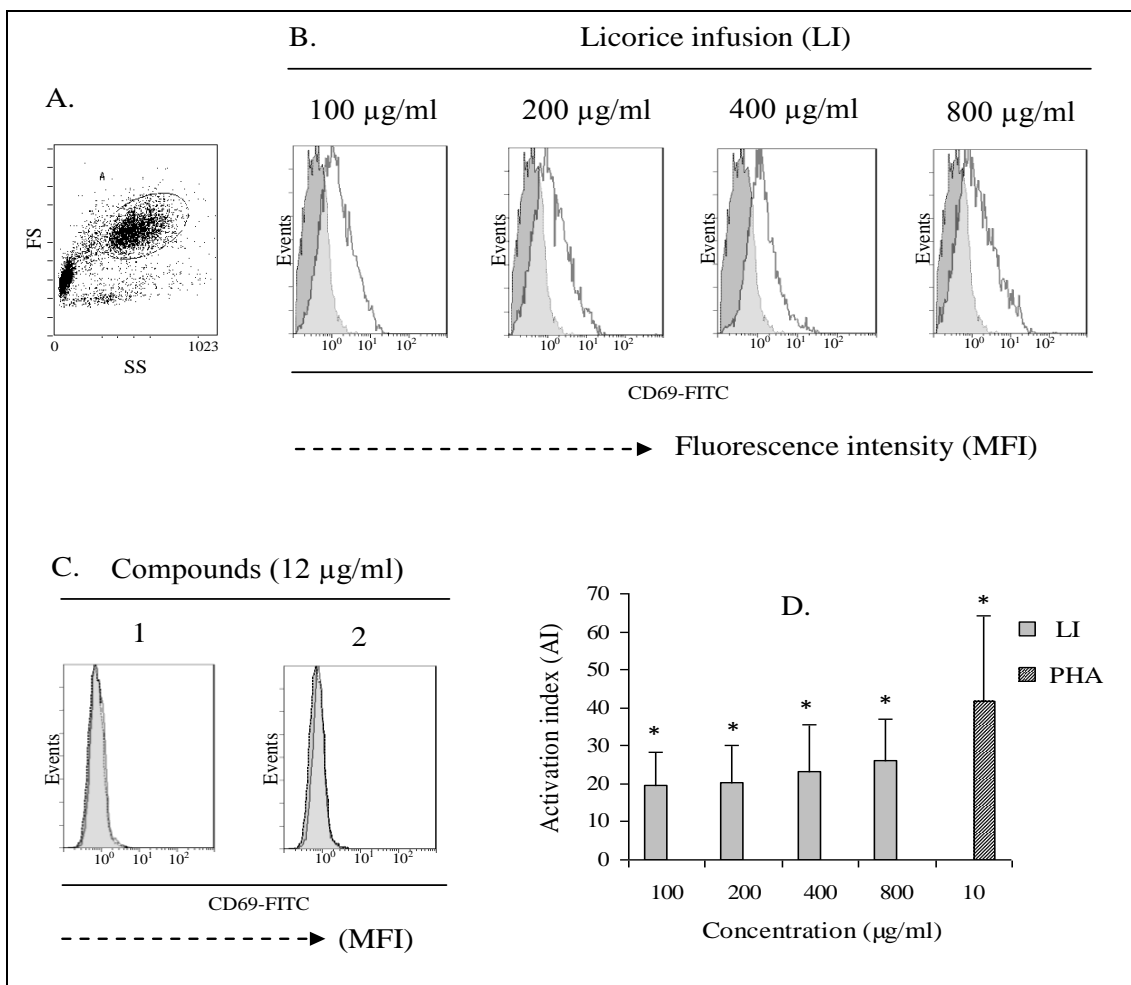 B. Licorice infusion (LI)
A.
100 µg/ml 200 µg/ml 400 µg/ml 800 µg/ml
A
FS
0 1023
SS
Events
10⁰ 10¹ 10²
Events
10⁰ 10¹ 10²
Events
10⁰ 10¹ 10²
Events
10⁰ 10¹ 10²
CD69-FITC
Fluorescence intensity (MFI)
C. Compounds (12 µg/ml)
1 2
Events
10⁰ 10¹ 10²
Events
10⁰ 10¹ 10²
CD69-FITC
(MFI)
D.
Activation index (AI)
70
60
50
40
30
20
10
0
* * * * *
100 200 400 800 10
Concentration (µg/ml)
LI
PHA